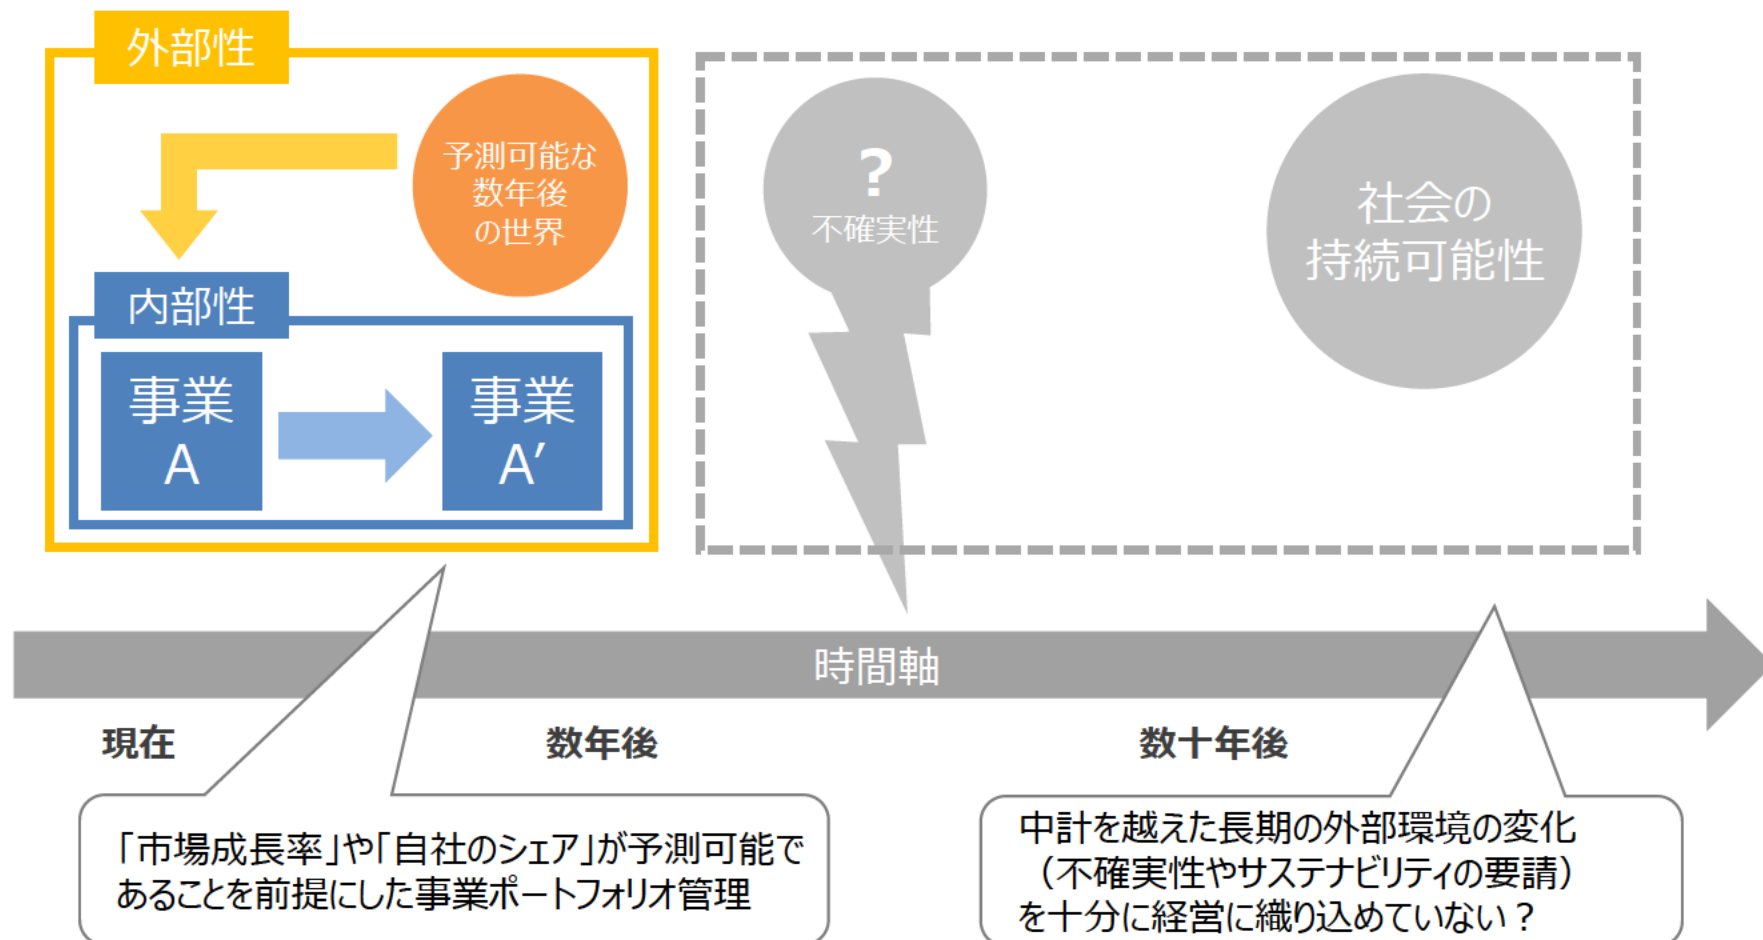 外部性
予測可能な
数年後
の世界
内部性
事業
A
事業
A′
?
不確実性
社会の
持続可能性
時間軸
現在
数年後
数十年後
「市場成長率」や「自社のシェア」が予測可能で
あることを前提にした事業ポートフォリオ管理
中計を越えた長期の外部環境の変化
（不確実性やサステナビリティの要請）
を十分に経営に織り込めていない？